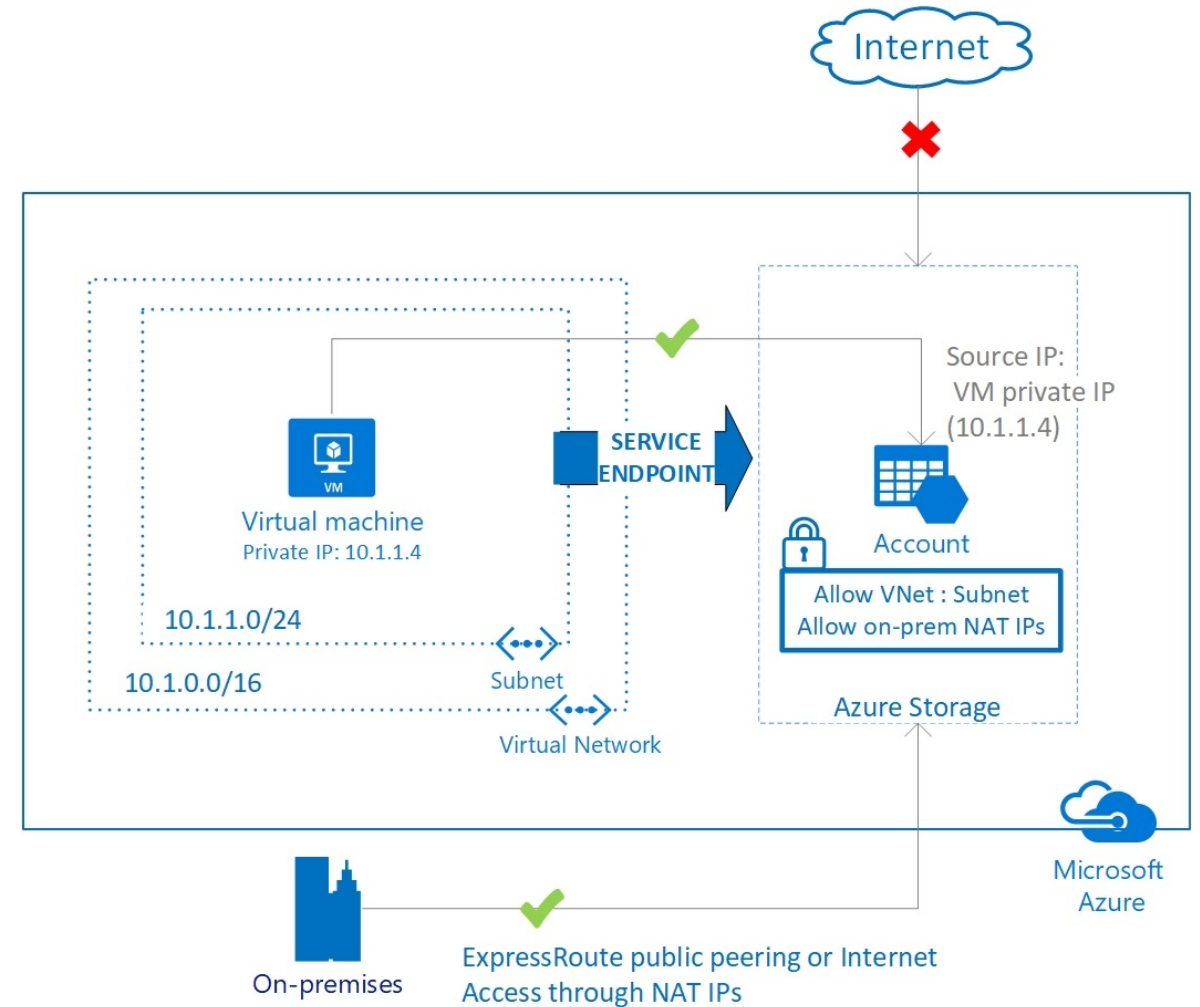 Internet
Source IP:
VM private IP
(10.1.1.4)
SERVICE
ENDPOINT
VM
Virtual machine
Private IP: 10.1.1.4
Account
Allow VNet : Subnet
Allow on-prem NAT IPs
10.1.1.0/24
Subnet
10.1.0.0/16
Azure Storage
Virtual Network
Microsoft
Azure
On-premises
ExpressRoute public peering or Internet
Access through NAT IPs